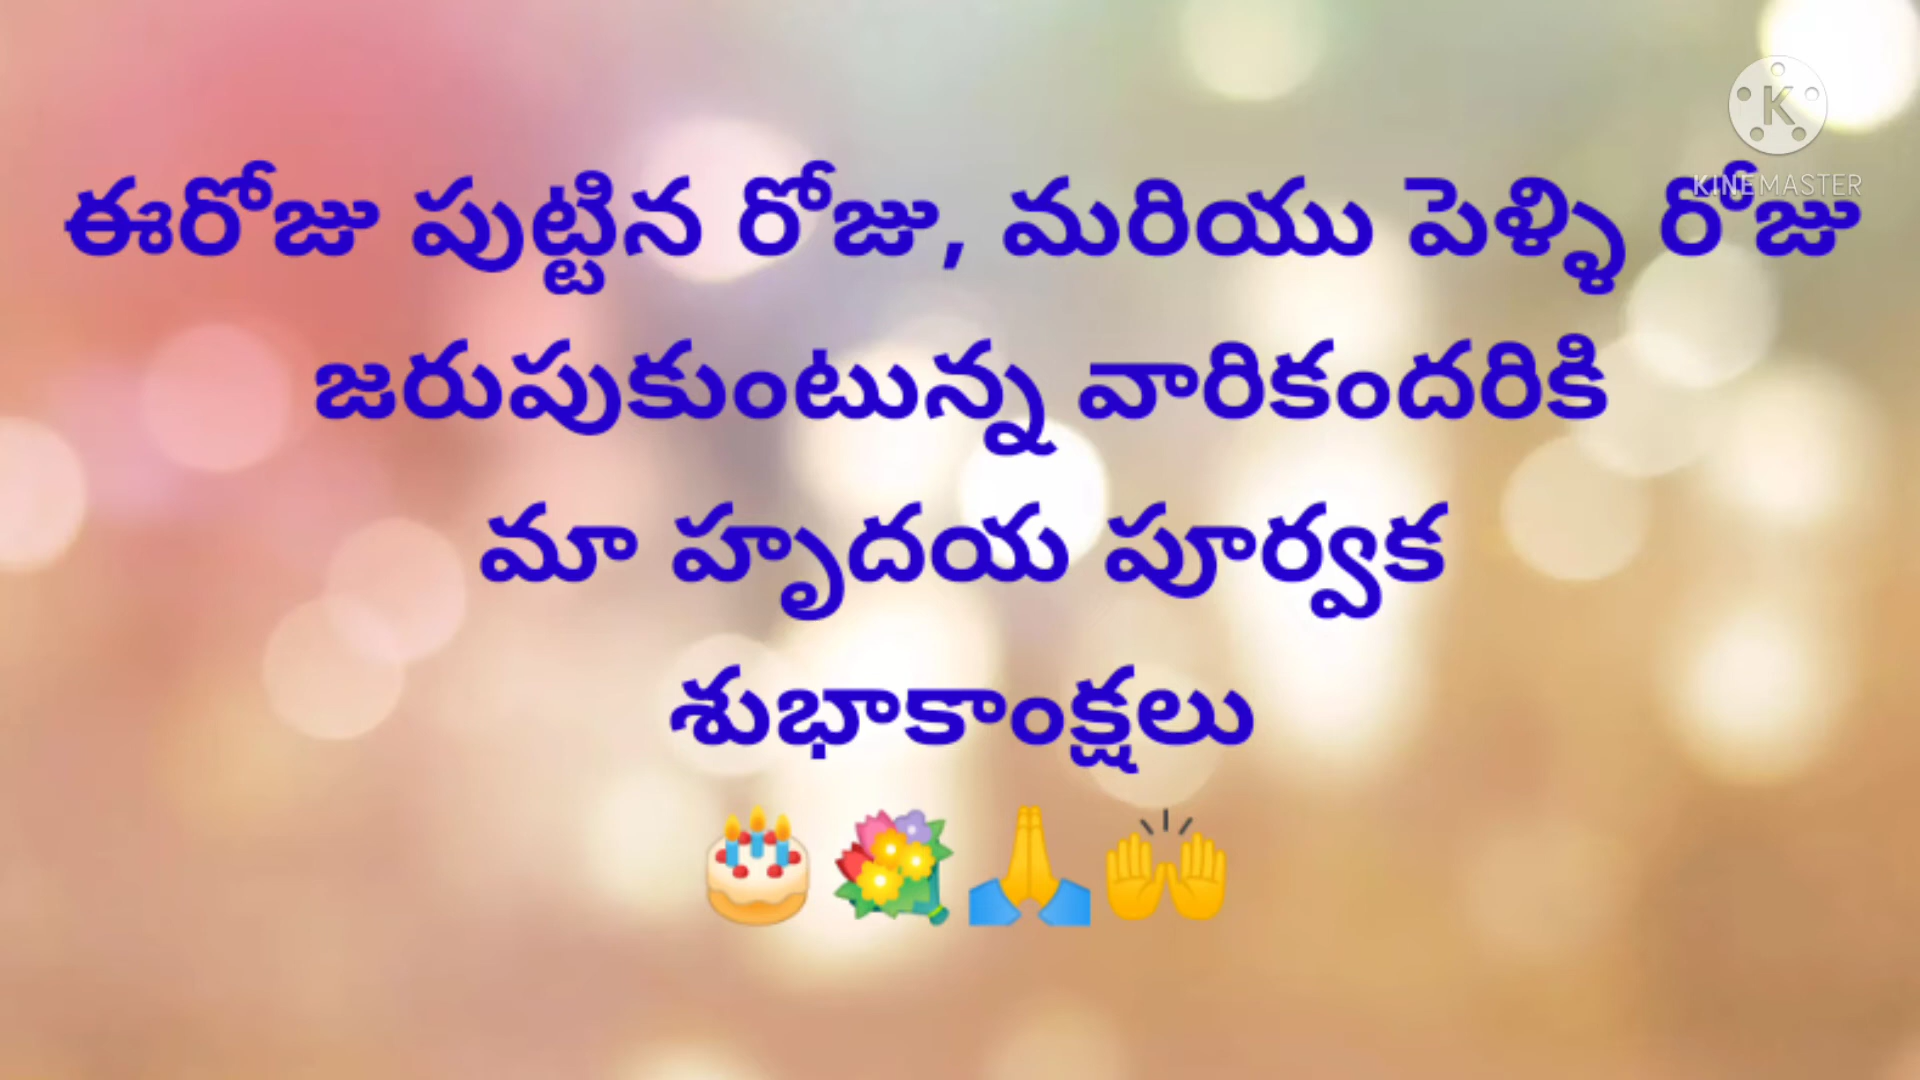 ఈరోజు పుట్టిన రోజు, మరియు పెళ్ళి రోజు
జరుపుకుంటున్న వారికందరికి
మా హృదయ పూర్వక
శుభాకాంక్షలు
🎂💐🙏🙌
K
KINEMASTER